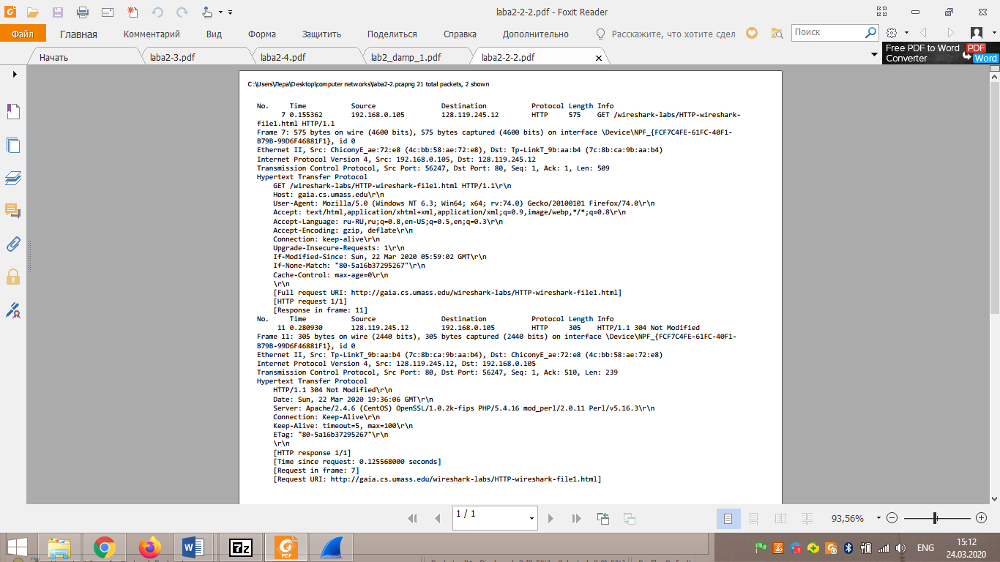 laba2-2-2.pdf - Foxit Reader
Файл Главная Комментарий Вид Форма Защитить Поделиться Справка Дополнительно Расскажите, что хотите сдел Поиск
Начать laba2-3.pdf laba2-4.pdf lab2_damp_1.pdf laba2-2-2.pdf
Free PDF to Word PDF
Converter Word
C:\Users\Лера\Desktop\computer networks\laba2-2.pcapng 21 total packets, 2 shown
No. Time Source Destination Protocol Length Info
7 0.155362 192.168.0.105 128.119.245.12 HTTP 575 GET /wireshark-labs/HTTP-wireshark-
file1.html HTTP/1.1
Frame 7: 575 bytes on wire (4600 bits), 575 bytes captured (4600 bits) on interface \Device\NPF_{FCF7C4FE-61FC-40F1-
B79B-99D6F46881F1}, id 0
Ethernet II, Src: ChiconyE_ae:72:e8 (4c:bb:58:ae:72:e8), Dst: Tp-LinkT_9b:aa:b4 (7c:8b:ca:9b:aa:b4)
Internet Protocol Version 4, Src: 192.168.0.105, Dst: 128.119.245.12
Transmission Control Protocol, Src Port: 56247, Dst Port: 80, Seq: 1, Ack: 1, Len: 509
Hypertext Transfer Protocol
GET /wireshark-labs/HTTP-wireshark-file1.html HTTP/1.1\r\n
Host: gaia.cs.umass.edu\r\n
User-Agent: Mozilla/5.0 (Windows NT 6.3; Win64; x64; rv:74.0) Gecko/20100101 Firefox/74.0\r\n
Accept: text/html,application/xhtml+xml,application/xml;q=0.9,image/webp,*/*;q=0.8\r\n
Accept-Language: ru-RU,ru;q=0.8,en-US;q=0.5,en;q=0.3\r\n
Accept-Encoding: gzip, deflate\r\n
Connection: keep-alive\r\n
Upgrade-Insecure-Requests: 1\r\n
If-Modified-Since: Sun, 22 Mar 2020 05:59:02 GMT\r\n
If-None-Match: "80-5a16b37295267"\r\n
Cache-Control: max-age=0\r\n
\r\n
[Full request URI: http://gaia.cs.umass.edu/wireshark-labs/HTTP-wireshark-file1.html]
[HTTP request 1/1]
[Response in frame: 11]
No. Time Source Destination Protocol Length Info
11 0.280930 128.119.245.12 192.168.0.105 HTTP 305 HTTP/1.1 304 Not Modified
Frame 11: 305 bytes on wire (2440 bits), 305 bytes captured (2440 bits) on interface \Device\NPF_{FCF7C4FE-61FC-40F1-
B79B-99D6F46881F1}, id 0
Ethernet II, Src: Tp-LinkT_9b:aa:b4 (7c:8b:ca:9b:aa:b4), Dst: ChiconyE_ae:72:e8 (4c:bb:58:ae:72:e8)
Internet Protocol Version 4, Src: 128.119.245.12, Dst: 192.168.0.105
Transmission Control Protocol, Src Port: 80, Dst Port: 56247, Seq: 1, Ack: 510, Len: 239
Hypertext Transfer Protocol
HTTP/1.1 304 Not Modified\r\n
Date: Sun, 22 Mar 2020 19:36:06 GMT\r\n
Server: Apache/2.4.6 (CentOS) OpenSSL/1.0.2k-fips PHP/5.4.16 mod_perl/2.0.11 Perl/v5.16.3\r\n
Connection: Keep-Alive\r\n
Keep-Alive: timeout=5, max=100\r\n
ETag: "80-5a16b37295267"\r\n
\r\n
[HTTP response 1/1]
[Time since request: 0.125568000 seconds]
[Request in frame: 7]
[Request URI: http://gaia.cs.umass.edu/wireshark-labs/HTTP-wireshark-file1.html]
1 / 1 93,56%
7z PDF ENG 15:12
24.03.2020